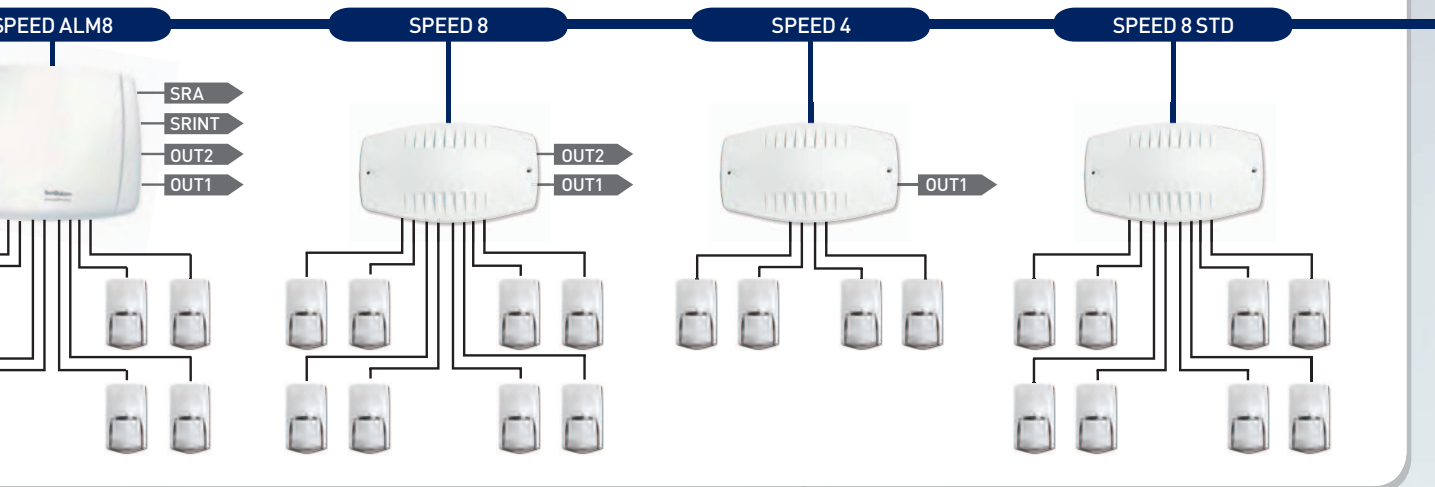 SPEED ALM8
SPEED 8
SPEED 4
SPEED 8 STD
SRA
SRINT
OUT2
OUT1
OUT2
OUT1
OUT1